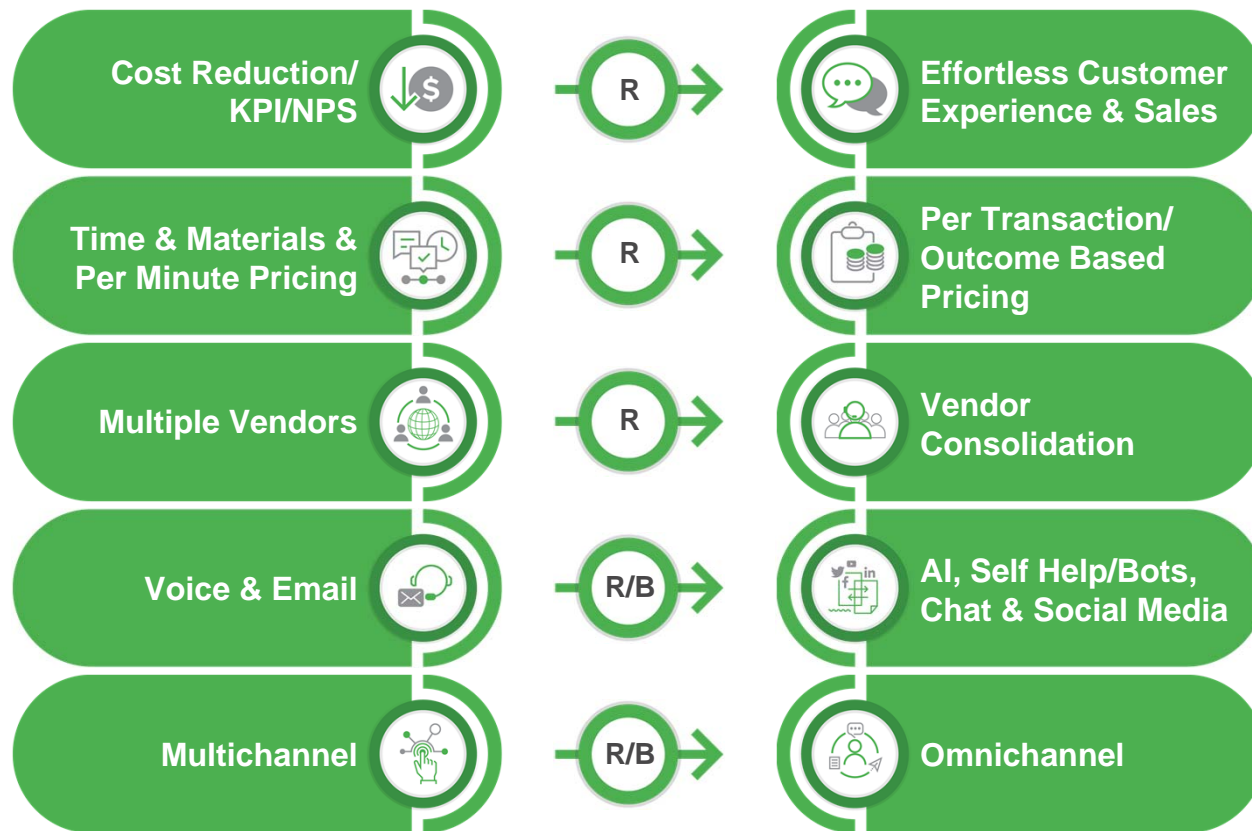 Cost Reduction/
KPI/NPS
R
Effortless Customer
Experience & Sales
Time & Materials &
Per Minute Pricing
R
Per Transaction/
Outcome Based
Pricing
Multiple Vendors
R
Vendor
Consolidation
Voice & Email
R/B
AI, Self Help/Bots,
Chat & Social Media
Multichannel
R/B
Omnichannel